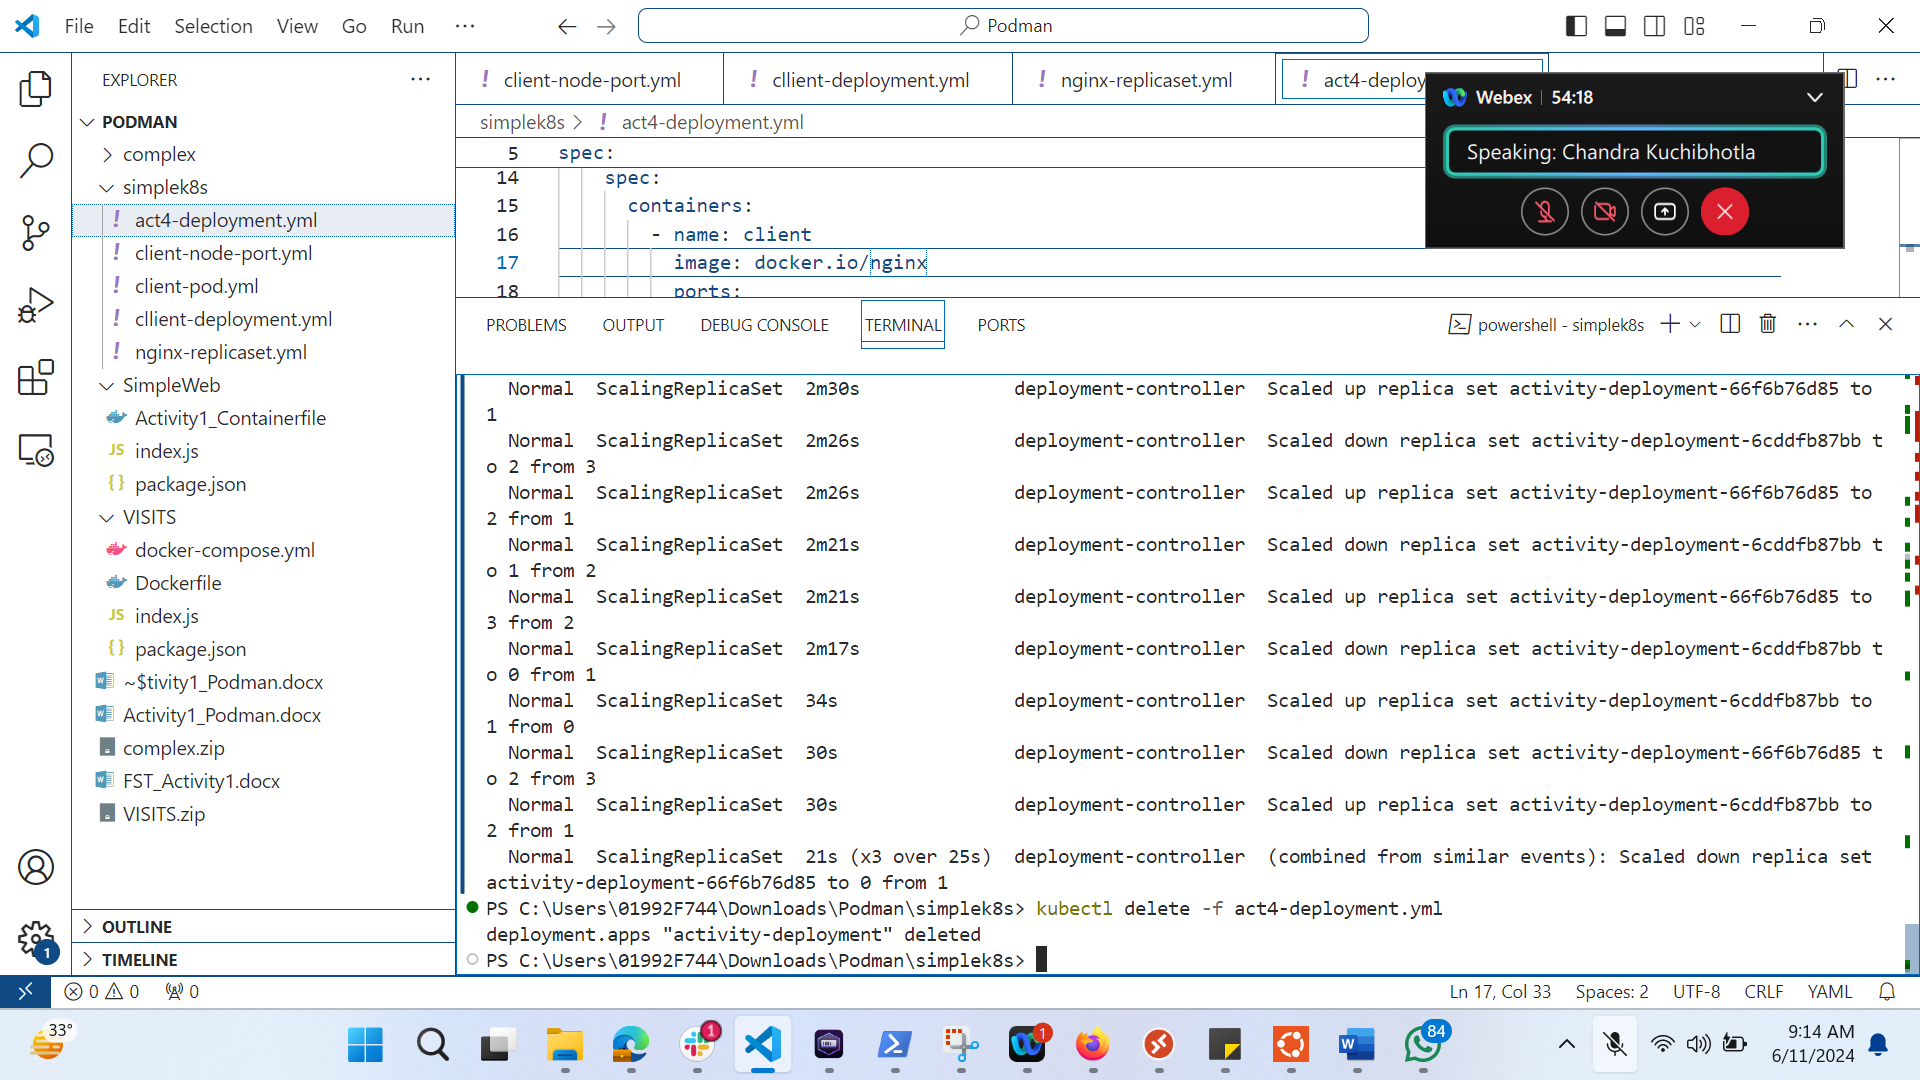 File Edit Selection View Go Run ··· Podman
EXPLORER ···
client-node-port.yml cllient-deployment.yml nginx-replicaset.yml act4-deploy ···
Webex | 54:18
Speaking: Chandra Kuchibhotla
PODMAN
complex
simplek8s
act4-deployment.yml
client-node-port.yml
client-pod.yml
cllient-deployment.yml
nginx-replicaset.yml
SimpleWeb
Activity1_Containerfile
JS index.js
{} package.json
VISITS
docker-compose.yml
Dockerfile
JS index.js
{} package.json
~$tivity1_Podman.docx
Activity1_Podman.docx
complex.zip
FST_Activity1.docx
VISITS.zip
OUTLINE
TIMELINE
simplek8s > ! act4-deployment.yml
5 spec:
14 spec:
15 containers:
16 - name: client
17 image: docker.io/nginx
18 ports:
PROBLEMS OUTPUT DEBUG CONSOLE TERMINAL PORTS powershell - simplek8s
Normal ScalingReplicaSet 2m30s deployment-controller Scaled up replica set activity-deployment-66f6b76d85 to
1
Normal ScalingReplicaSet 2m26s deployment-controller Scaled down replica set activity-deployment-6cddfb87bb t
o 2 from 3
Normal ScalingReplicaSet 2m26s deployment-controller Scaled up replica set activity-deployment-66f6b76d85 to
2 from 1
Normal ScalingReplicaSet 2m21s deployment-controller Scaled down replica set activity-deployment-6cddfb87bb t
o 1 from 2
Normal ScalingReplicaSet 2m21s deployment-controller Scaled up replica set activity-deployment-66f6b76d85 to
3 from 2
Normal ScalingReplicaSet 2m17s deployment-controller Scaled down replica set activity-deployment-6cddfb87bb t
o 0 from 1
Normal ScalingReplicaSet 34s deployment-controller Scaled up replica set activity-deployment-6cddfb87bb to
1 from 0
Normal ScalingReplicaSet 30s deployment-controller Scaled down replica set activity-deployment-66f6b76d85 t
o 2 from 3
Normal ScalingReplicaSet 30s deployment-controller Scaled up replica set activity-deployment-6cddfb87bb to
2 from 1
Normal ScalingReplicaSet 21s (x3 over 25s) deployment-controller (combined from similar events): Scaled down replica set
activity-deployment-66f6b76d85 to 0 from 1
PS C:\Users\01992F744\Downloads\Podman\simplek8s> kubectl delete -f act4-deployment.yml
deployment.apps "activity-deployment" deleted
PS C:\Users\01992F744\Downloads\Podman\simplek8s>
1
0 0 0 Ln 17, Col 33 Spaces: 2 UTF-8 CRLF YAML
33° 1 1 84 9:14 AM
6/11/2024